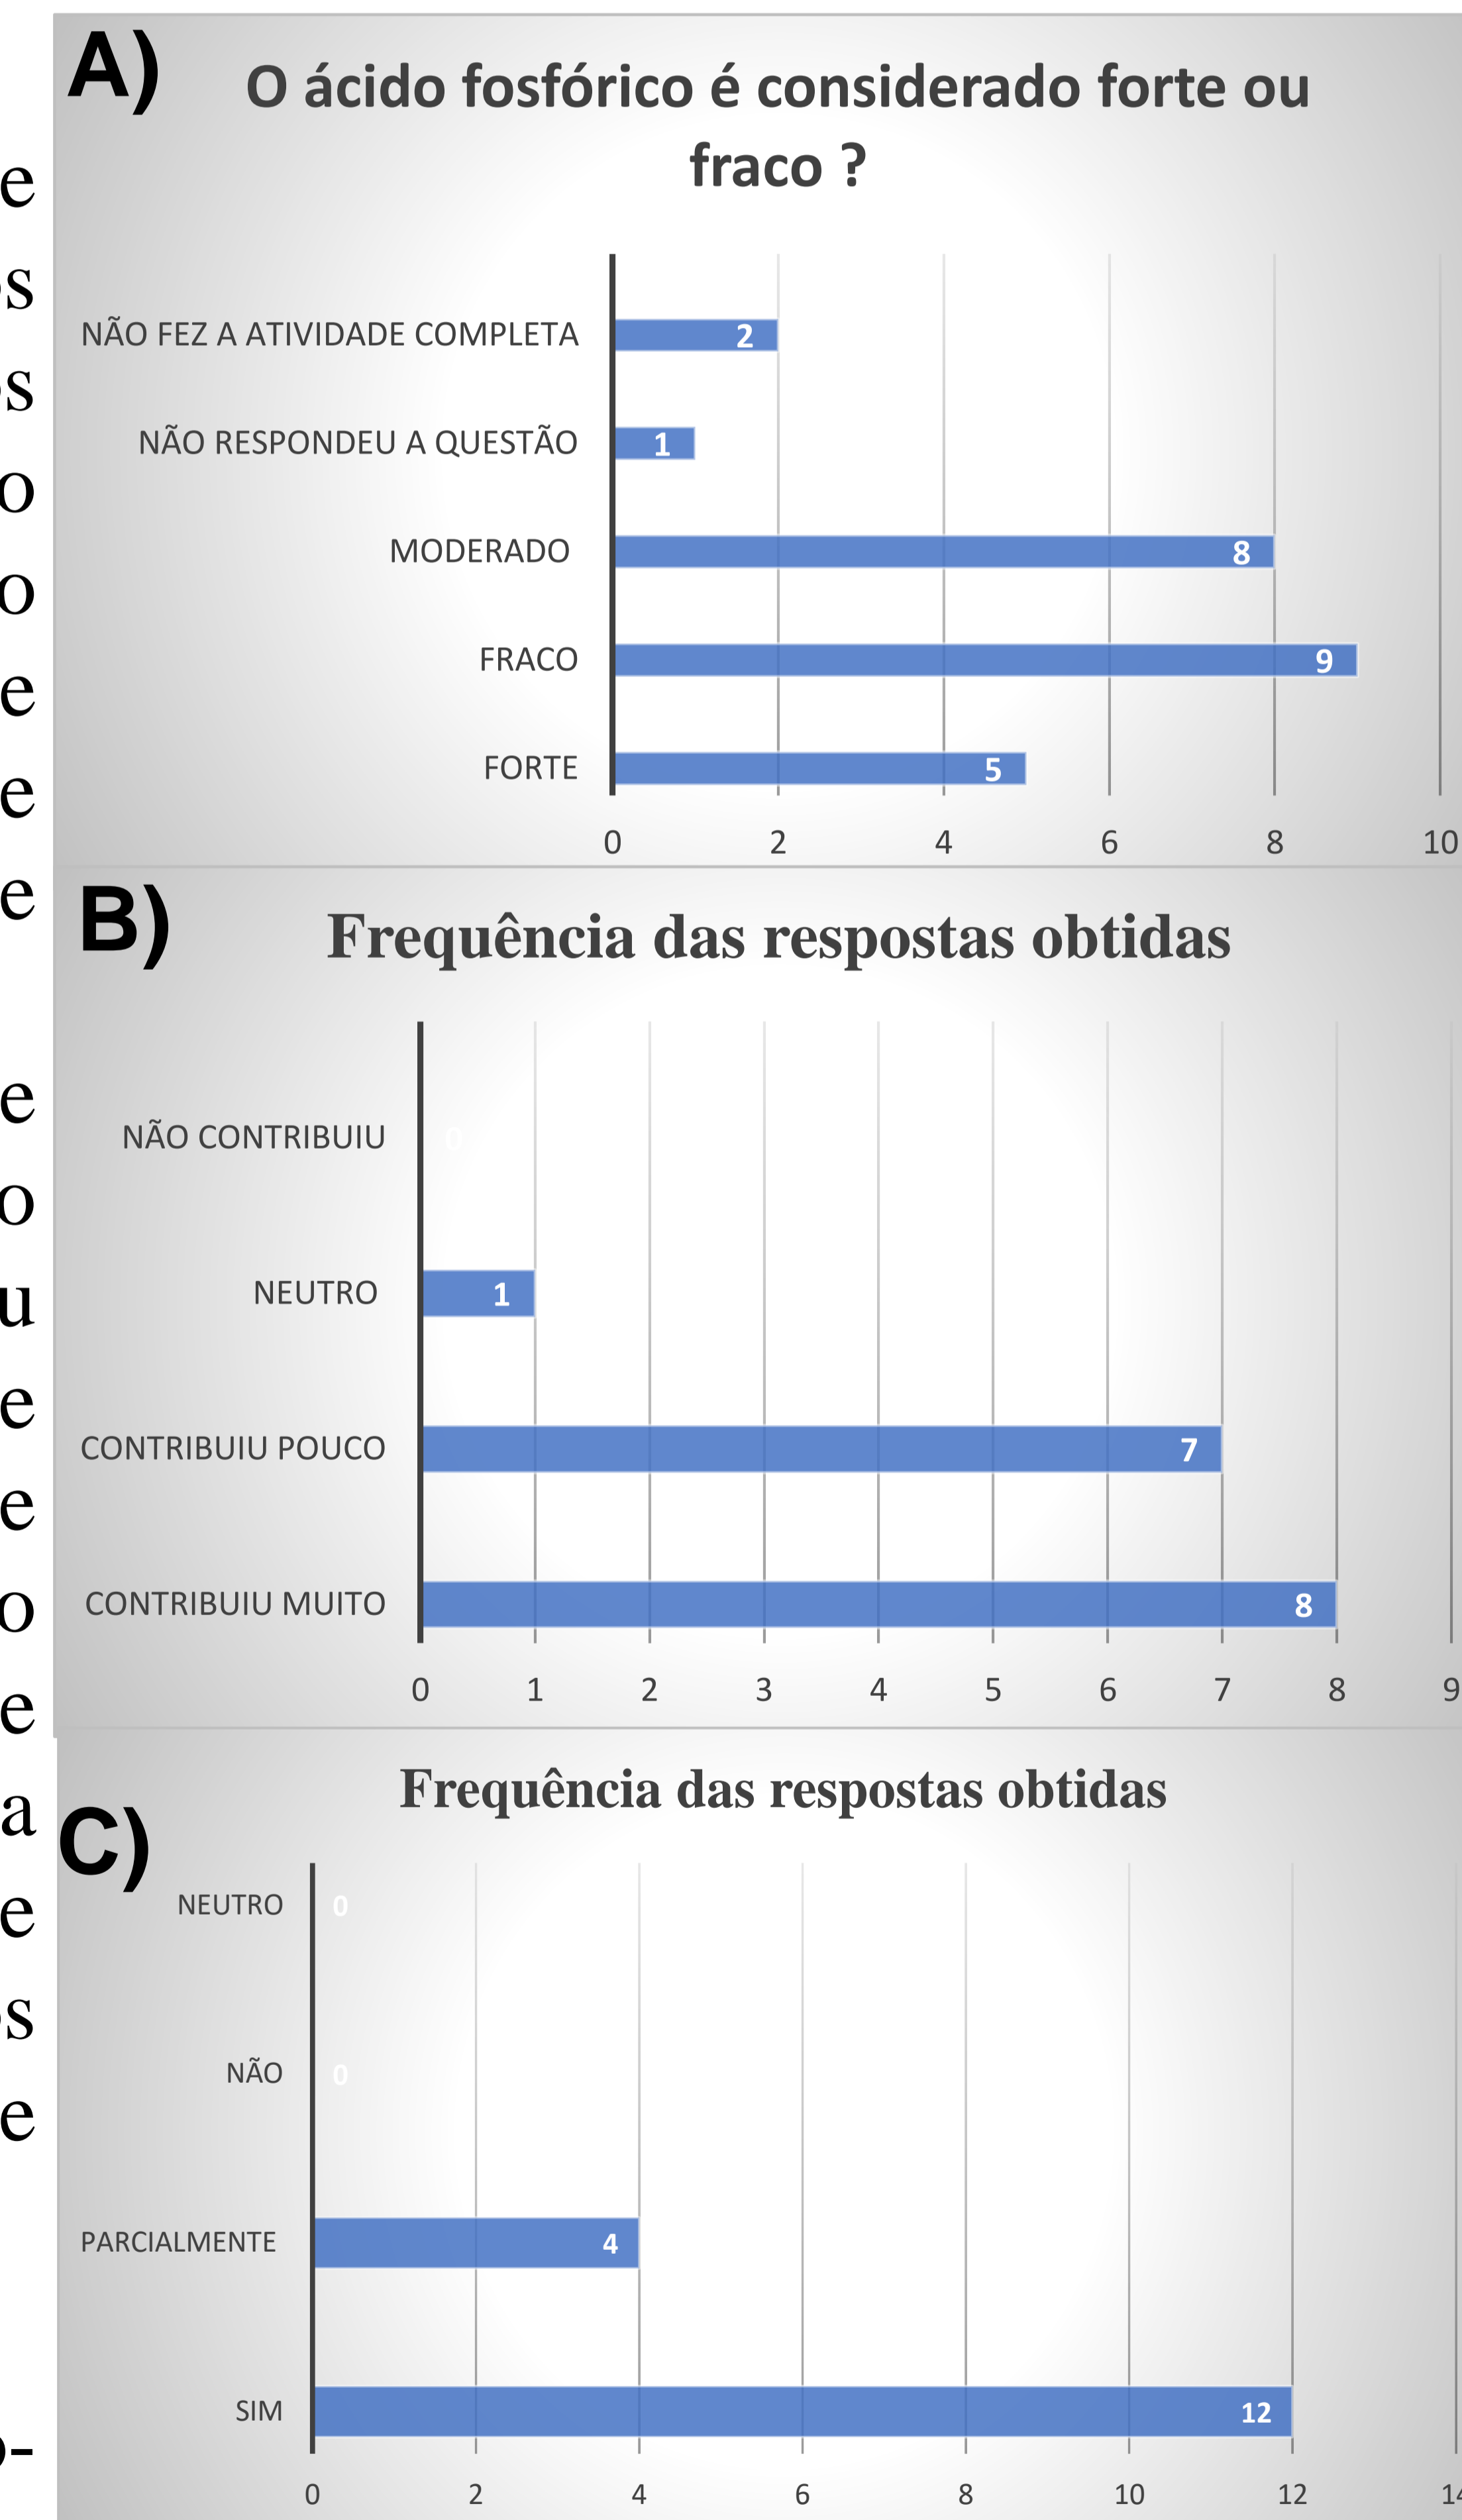 A)
O ácido fosfórico é considerado forte ou
fraco ?
NÃO FEZ A ATIVIDADE COMPLETA
2
NÃO RESPONDEU A QUESTÃO
1
MODERADO
8
FRACO
9
FORTE
5
0 2 4 6 8 10
B)
Frequência das respostas obtidas
NÃO CONTRIBUIU
0
NEUTRO
1
CONTRIBUIU POUCO
7
CONTRIBUIU MUITO
8
0 1 2 3 4 5 6 7 8 9
C)
Frequência das respostas obtidas
NEUTRO
0
NÃO
0
PARCIALMENTE
4
SIM
12
0 2 4 6 8 10 12